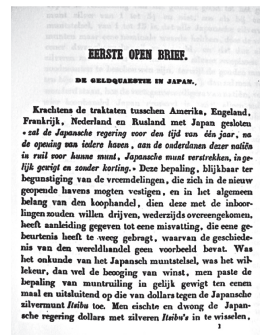 EERSTE OPEN BRIEF.
DE GELDQUAESTIE IN JAPAN.
Krachtens de traktaten tusschen Amerika, Engeland,
Frankrijk, Nederland en Rusland met Japan gesloten
« zal de Japansche regering voor den tijd van één jaar, na
de opening van iedere haven, aan de onderdanen dezer natiën
in ruil voor hunne munt, Japansche munt verstrekken, in ge-
lijk gewigt en zonder korting. » Deze bepaling, blijkbaar ter
begunstiging van de vroemdelingen, die zich in de nieuw
geopende havens mogten vestigen, en in het algemeen
belang van den koophandel, dien deze met de inboor-
lingen zouden willen drijven, wederzijds overeengekomen,
heeft aanleiding gegeven tot eene misvatting, die eene ge-
beurtenis heeft te weeg gebragt, waarvan de geschiede-
nis van den wereldhandel geen voorbeeld bevat. Was
het onkunde van het Japansch muntstelsel, was het wil-
lekeur, dan wel de beooging van winst, men paste de
bepaling van muntruiling in gelijk gewigt een eenen
maal en uitsluitend op die van dollars tegen de Japansche
zilvermunt Itsibu toe. Men eischte en dwong de Japan-
sche regering dollars met zilveren Itsibu's in te wisselen,
1